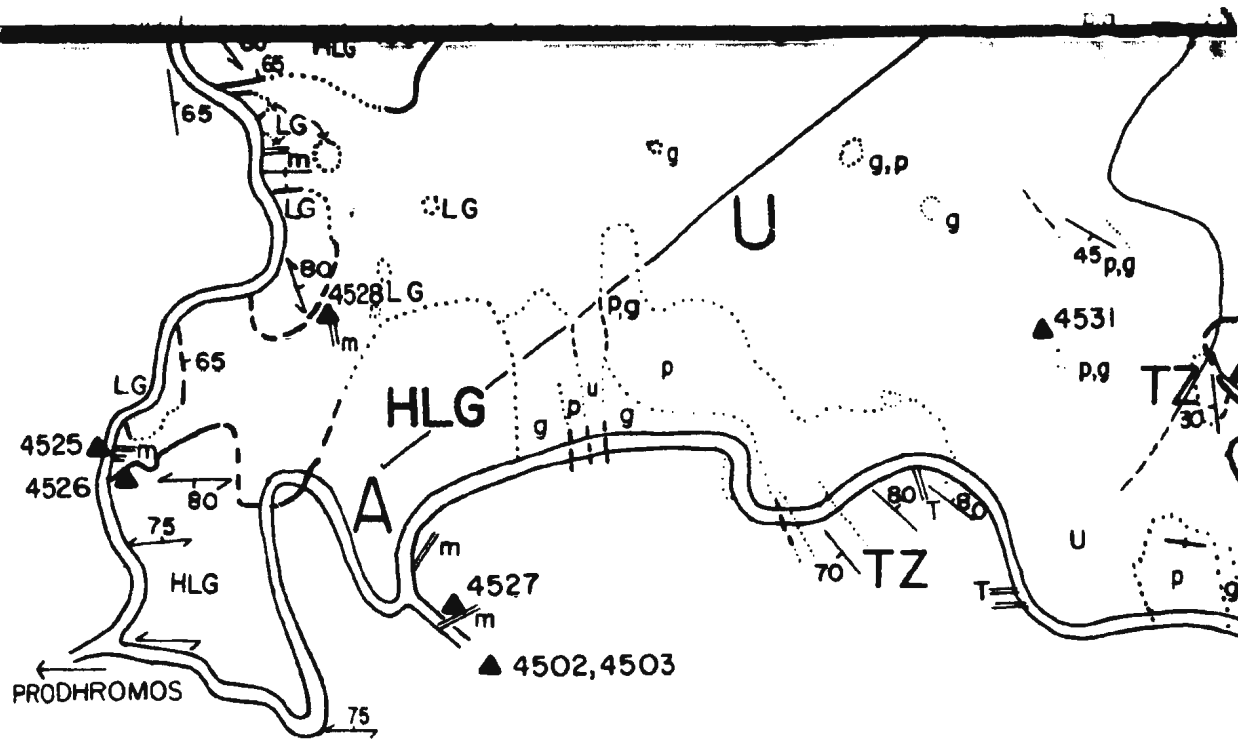 60
HLG
65
65
LG
m
g
g,p
LG
LG
U
g
80
45 p,g
4528 LG
p,g
4531
m
65
p
p,g
TZ
LG
HLG
u
g
p
g
30
4525
m
4526
80
A
80
T
80
75
m
U
70
TZ
HLG
4527
T
p
g
m
4502,4503
PRODHROMOS
75